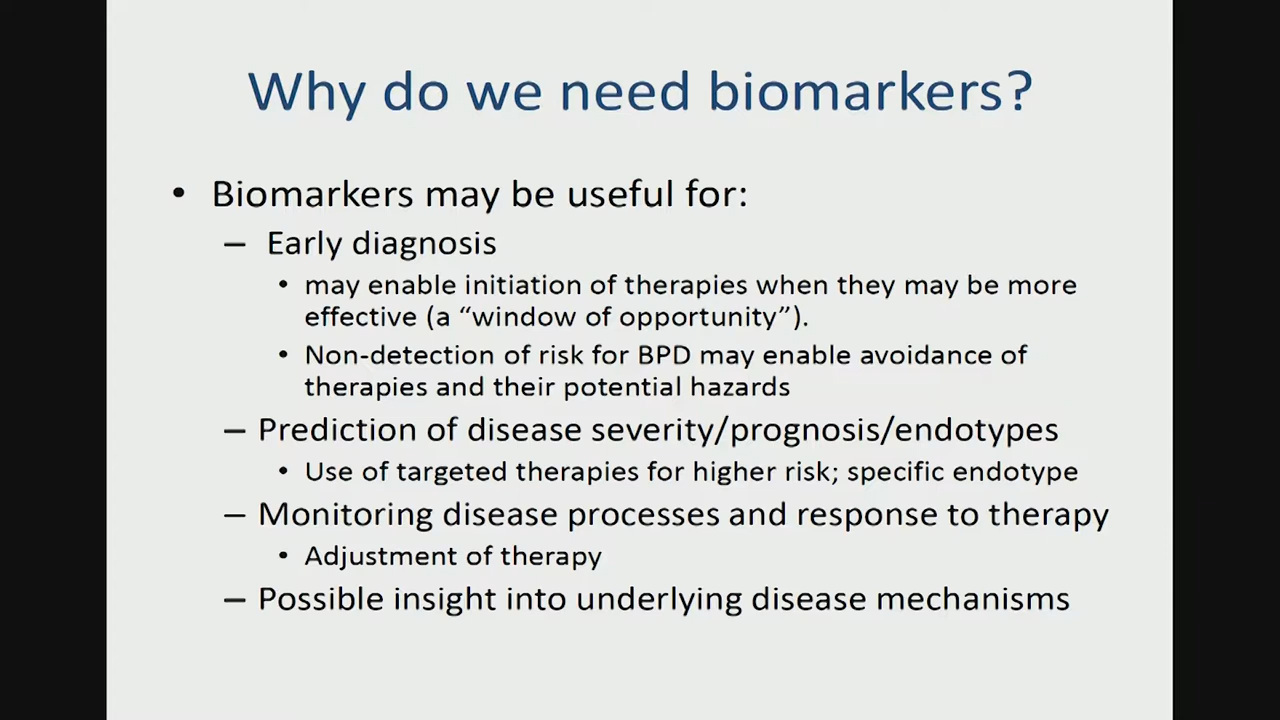 Why do we need biomarkers?
• Biomarkers may be useful for:
– Early diagnosis
• may enable initiation of therapies when they may be more
effective (a “window of opportunity”).
• Non-detection of risk for BPD may enable avoidance of
therapies and their potential hazards
– Prediction of disease severity/prognosis/endotypes
• Use of targeted therapies for higher risk; specific endotype
– Monitoring disease processes and response to therapy
• Adjustment of therapy
– Possible insight into underlying disease mechanisms